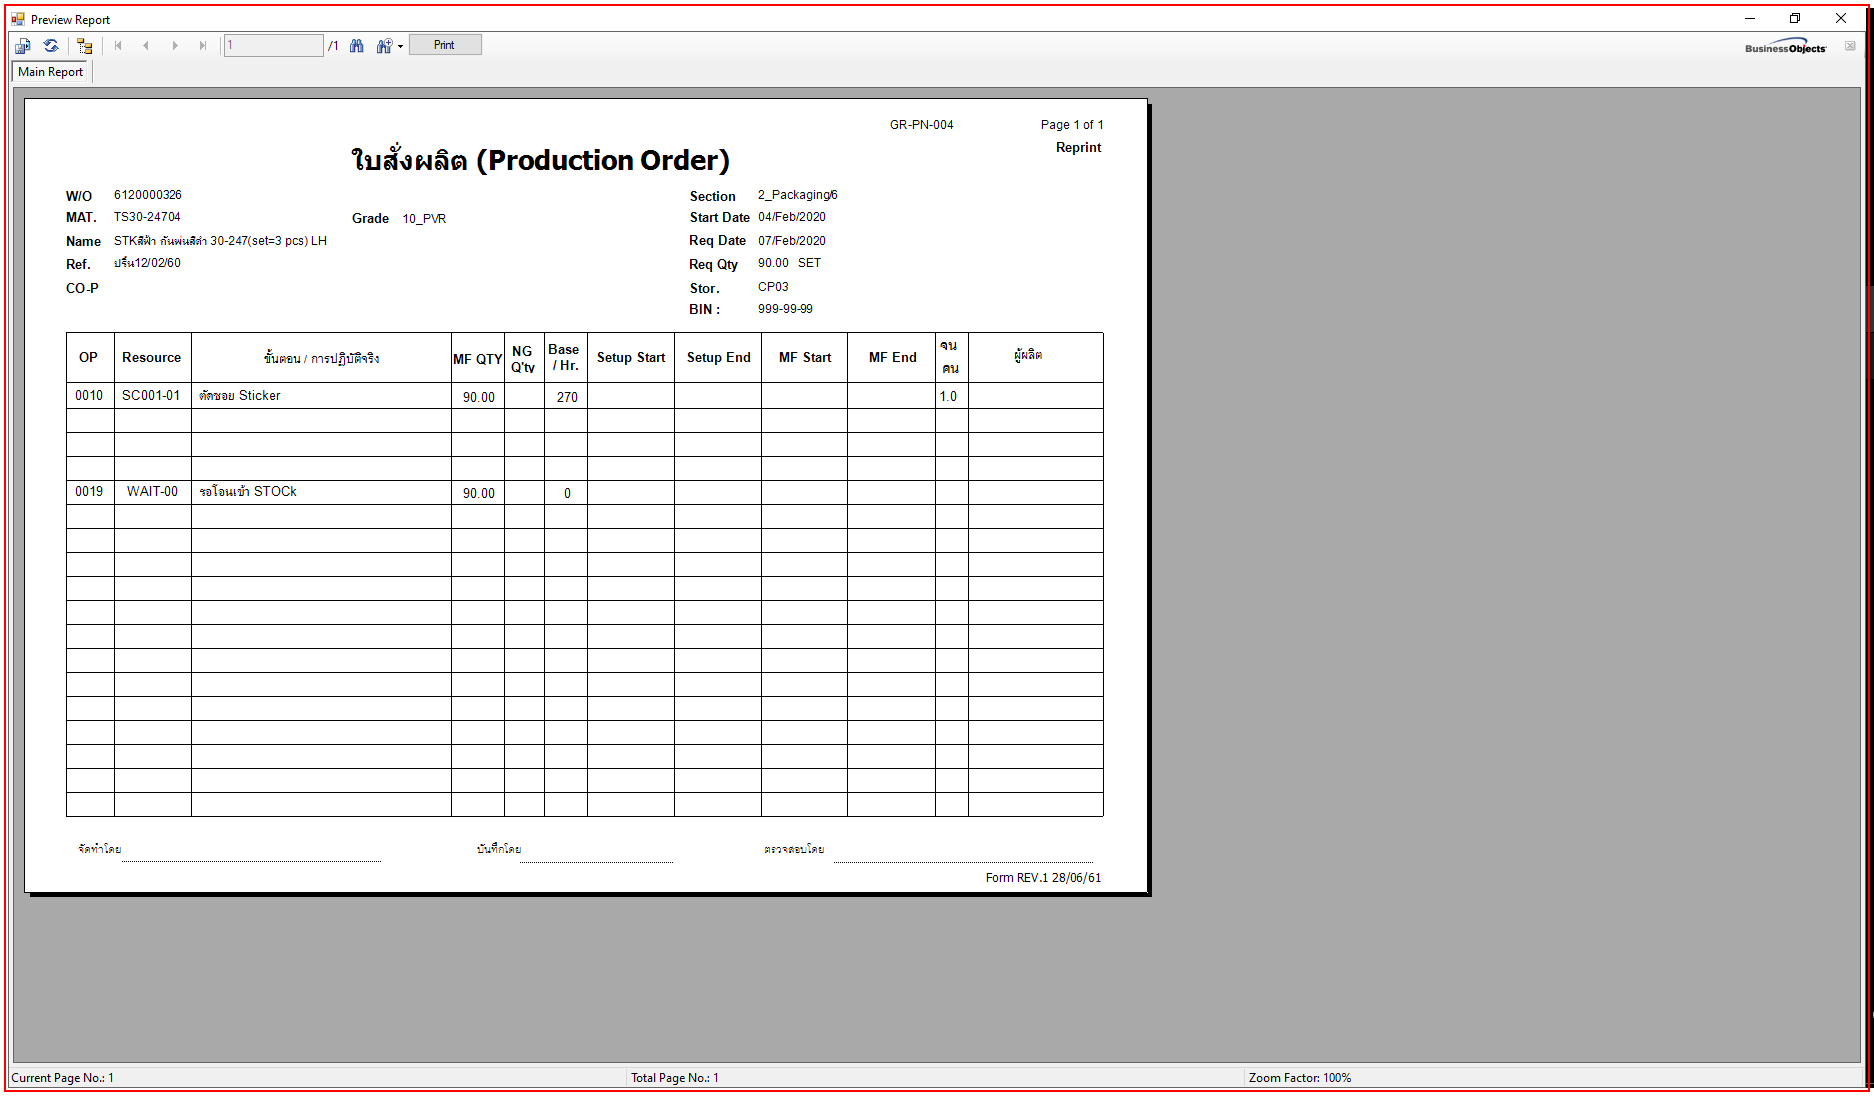 Preview Report
1 /1 Print BusinessObjects
Main Report
GR-PN-004 Page 1 of 1
Reprint
ใบสั่งผลิต (Production Order)
W/O 6120000326 Section 2_Packaging/6
MAT. TS30-24704 Grade 10_PVR Start Date 04/Feb/2020
Name STKสีฟ้า กันพ่นสีดำ 30-247(set=3 pcs) LH Req Date 07/Feb/2020
Ref. ปริ้น12/02/60 Req Qty 90.00 SET
CO-P Stor. CP03
BIN : 999-99-99
OP Resource ขั้นตอน / การปฏิบัติจริง MF QTY NG Q'ty Base / Hr. Setup Start Setup End MF Start MF End จน คน ผู้ผลิต
0010 SC001-01 ตัดซอย Sticker 90.00 270 1.0
0019 WAIT-00 รอโอนเข้า STOCk 90.00 0
จัดทำโดย บันทึกโดย ตรวจสอบโดย
Form REV.1 28/06/61
Current Page No.: 1 Total Page No.: 1 Zoom Factor: 100%